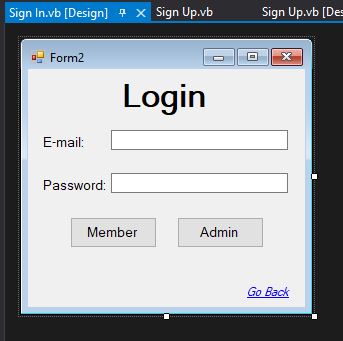 Sign In.vb [Design] Sign Up.vb Sign Up.vb [Des
Form2
Login
E-mail:
Password:
Member Admin
Go Back